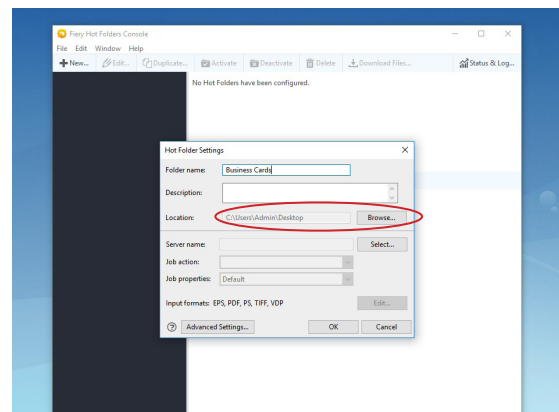 Fiery Hot Folders Console
File Edit Window Help
New... Edit... Duplicate... Activate Deactivate Delete Download Files... Status & Log...
No Hot Folders have been configured.
Hot Folder Settings
Folder name: Business Cards
Description:
Location: C:\Users\Admin\Desktop Browse...
Server name: Select...
Job action:
Job properties: Default
Input formats: EPS, PDF, PS, TIFF, VDP Edit...
? Advanced Settings... OK Cancel